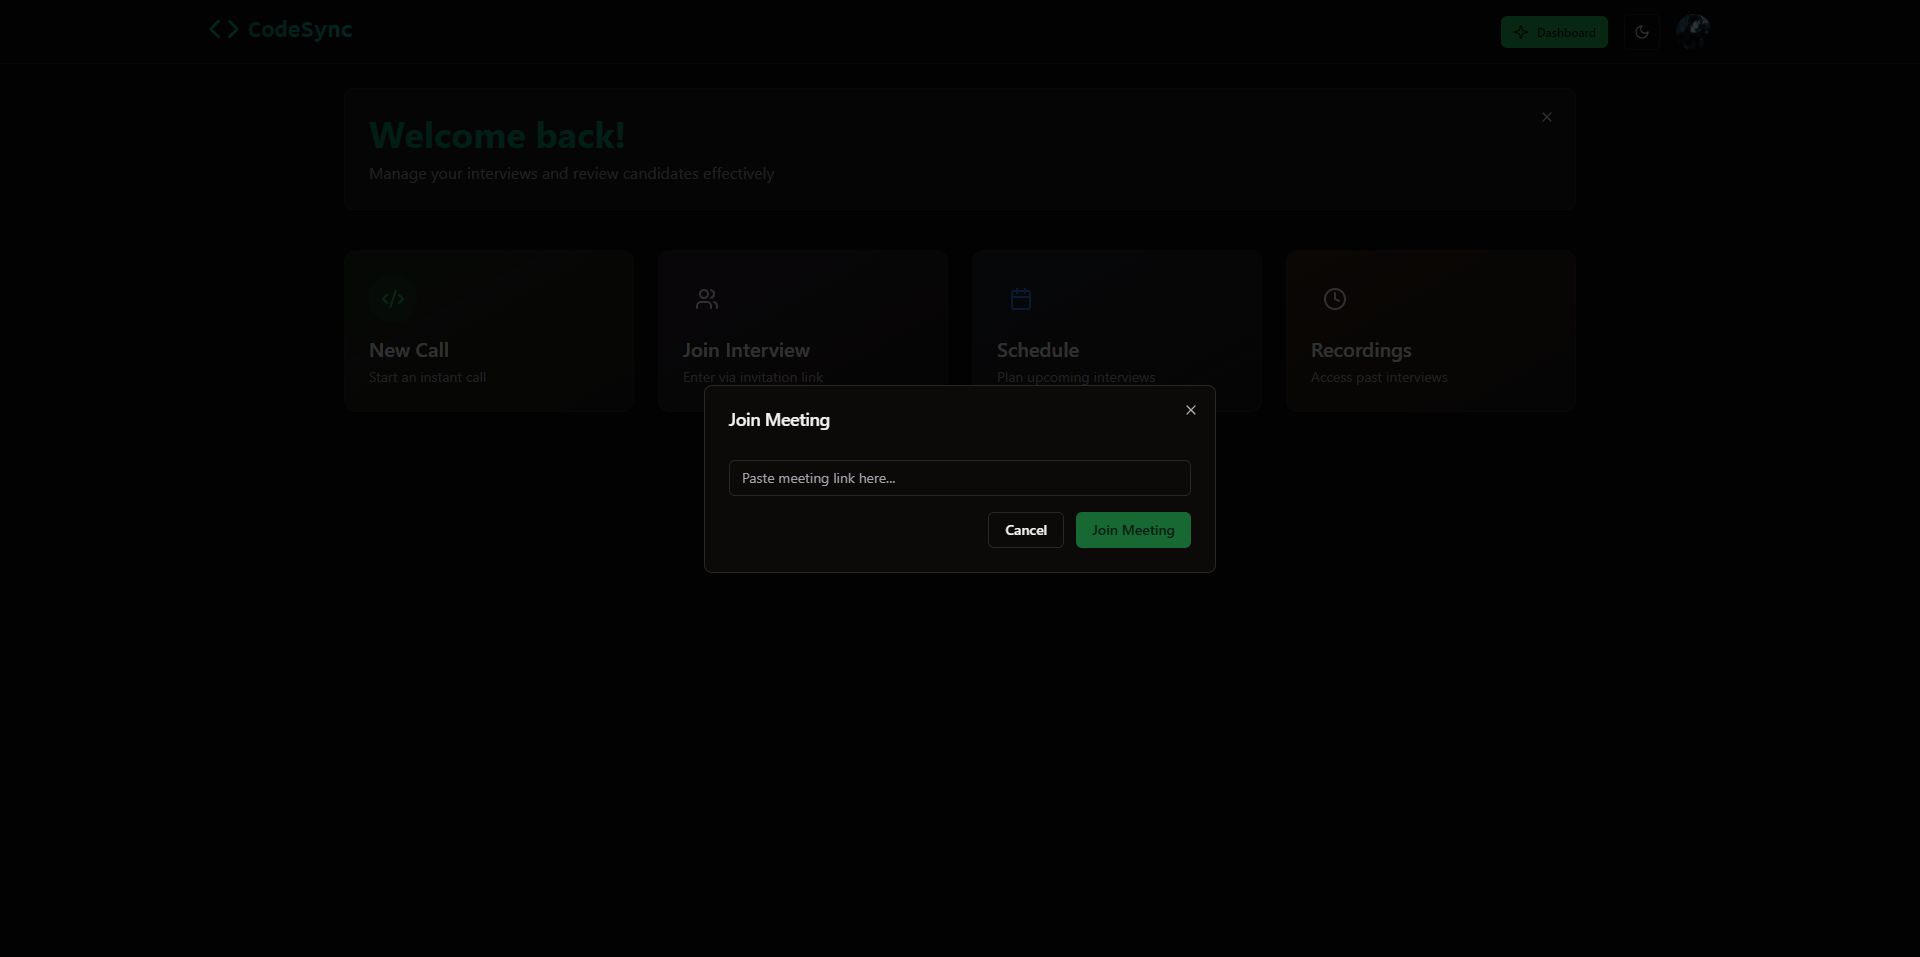 CodeSync
Dashboard
Welcome back!
Manage your interviews and review candidates effectively
New Call
Start an instant call
Join Interview
Enter via invitation link
Schedule
Plan upcoming interviews
Recordings
Access past interviews
Join Meeting
Paste meeting link here...
Cancel
Join Meeting